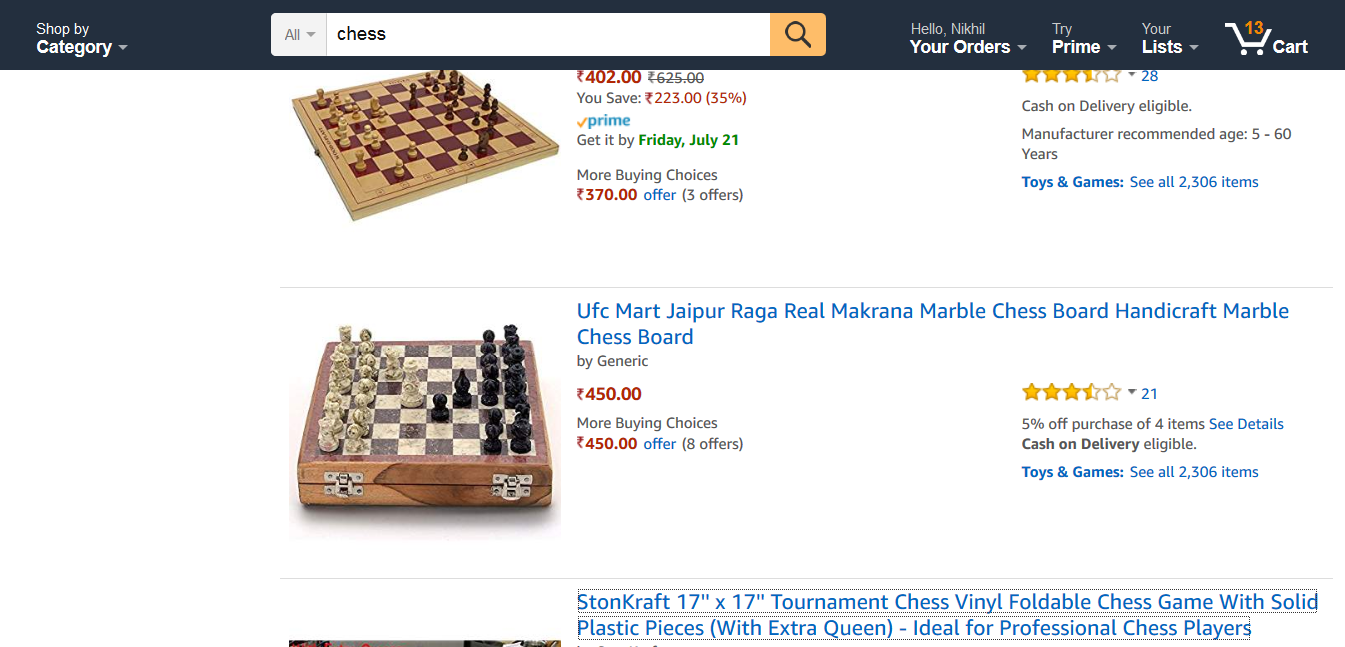 Shop by
Category
All
chess
Hello, Nikhil
Your Orders
Try
Prime
Your
Lists
13
Cart
₹402.00 ₹625.00
You Save: ₹223.00 (35%)
prime
Get it by Friday, July 21
More Buying Choices
₹370.00 offer (3 offers)
28
Cash on Delivery eligible.
Manufacturer recommended age: 5 - 60
Years
Toys & Games: See all 2,306 items
Ufc Mart Jaipur Raga Real Makrana Marble Chess Board Handicraft Marble
Chess Board
by Generic
₹450.00
More Buying Choices
₹450.00 offer (8 offers)
21
5% off purchase of 4 items See Details
Cash on Delivery eligible.
Toys & Games: See all 2,306 items
StonKraft 17" x 17" Tournament Chess Vinyl Foldable Chess Game With Solid
Plastic Pieces (With Extra Queen) - Ideal for Professional Chess Players